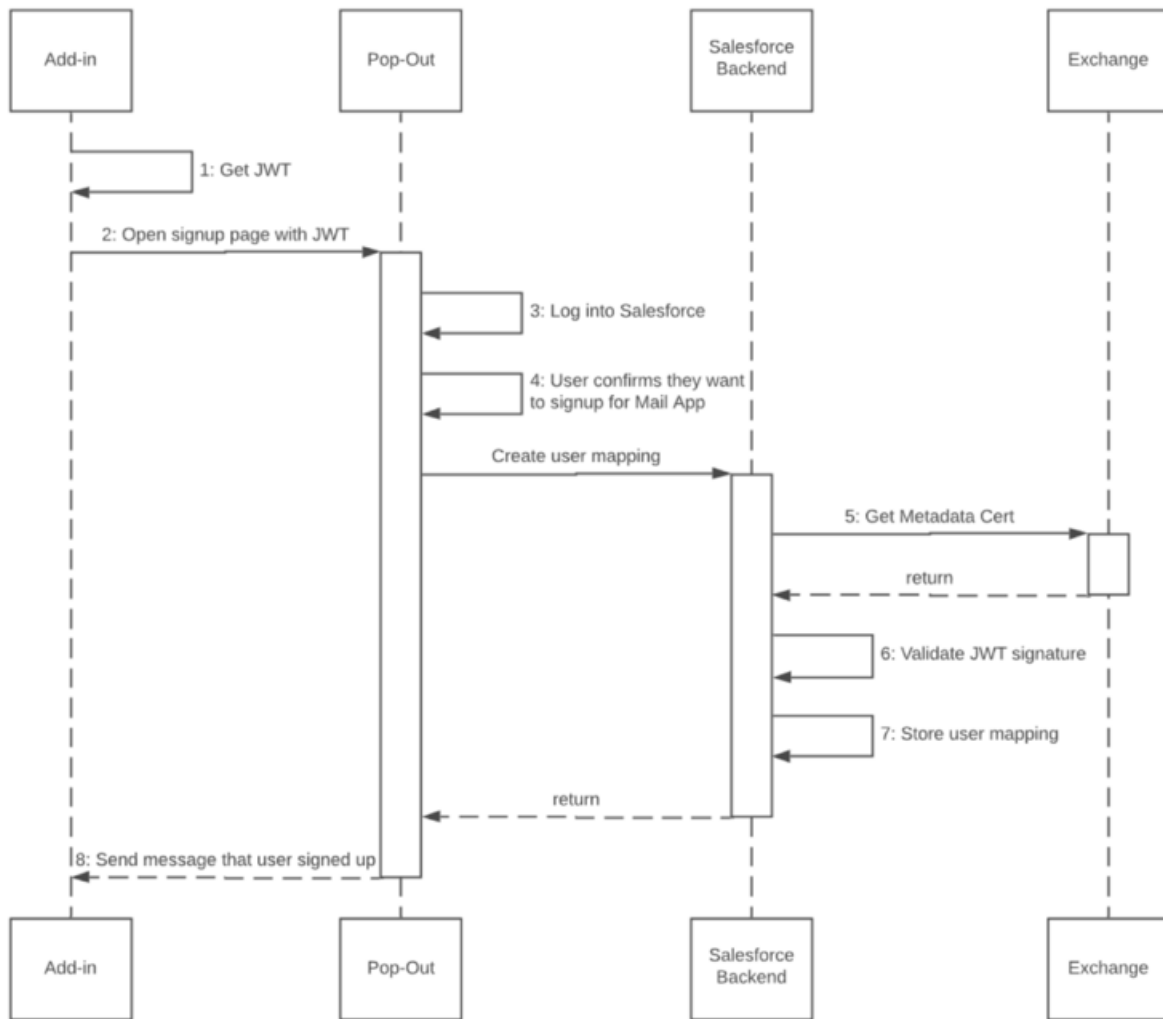 Add-in
Pop-Out
Salesforce
Backend
Exchange
1: Get JWT
2: Open signup page with JWT
3: Log into Salesforce
4: User confirms they want
to signup for Mail App
Create user mapping
5: Get Metadata Cert
return
6: Validate JWT signature
7: Store user mapping
return
8: Send message that user signed up
Add-in
Pop-Out
Salesforce
Backend
Exchange